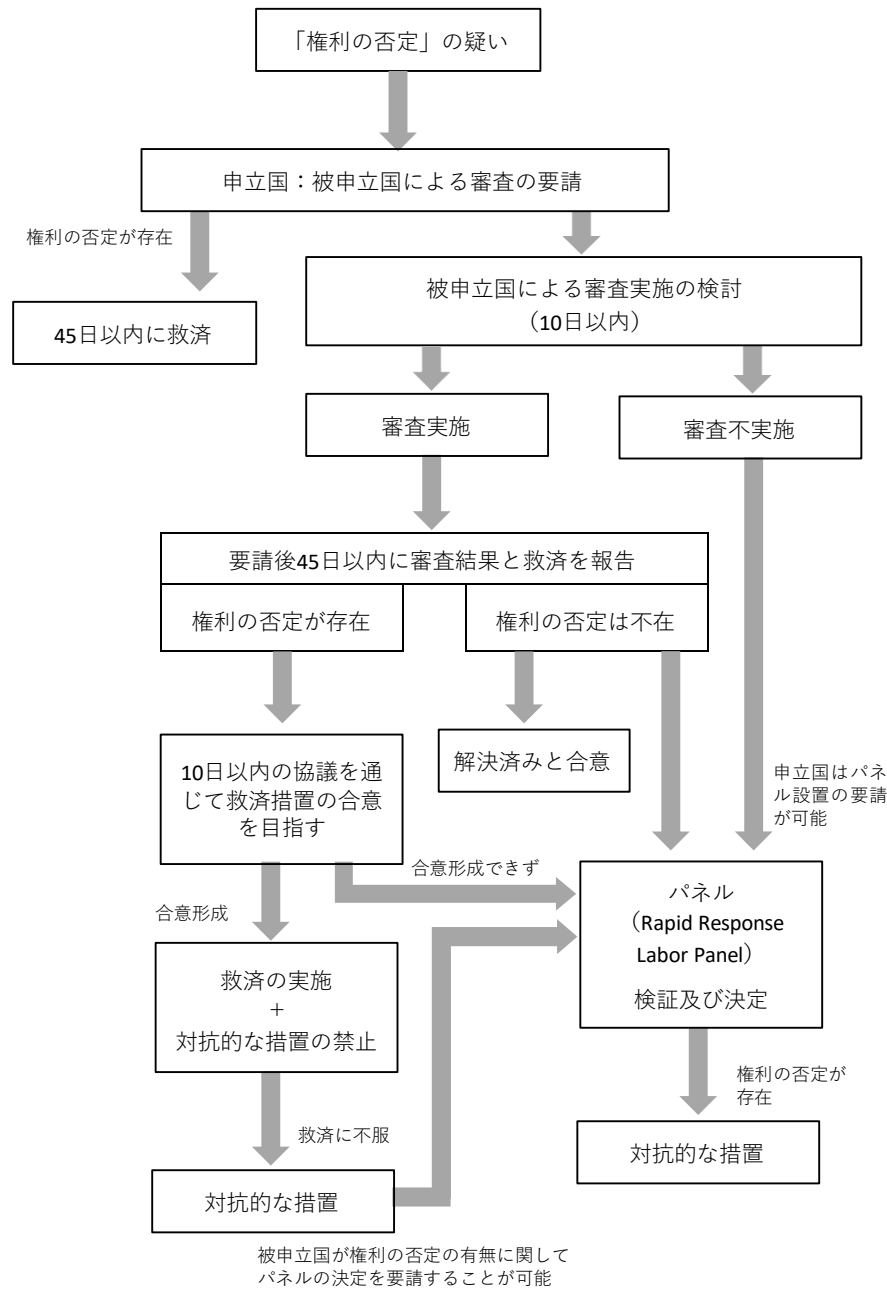 「権利の否定」の疑い
申立国：被申立国による審査の要請
権利の否定が存在
45日以内に救済
被申立国による審査実施の検討
（10日以内）
審査実施
審査不実施
要請後45日以内に審査結果と救済を報告
権利の否定が存在
権利の否定は不在
10日以内の協議を通
じて救済措置の合意
を目指す
解決済みと合意
申立国はパネ
ル設置の要請
が可能
合意形成できず
合意形成
パネル
（Rapid Response
Labor Panel）
検証及び決定
救済の実施
+
対抗的な措置の禁止
権利の否定が
存在
救済に不服
対抗的な措置
対抗的な措置
被申立国が権利の否定の有無に関して
パネルの決定を要請することが可能